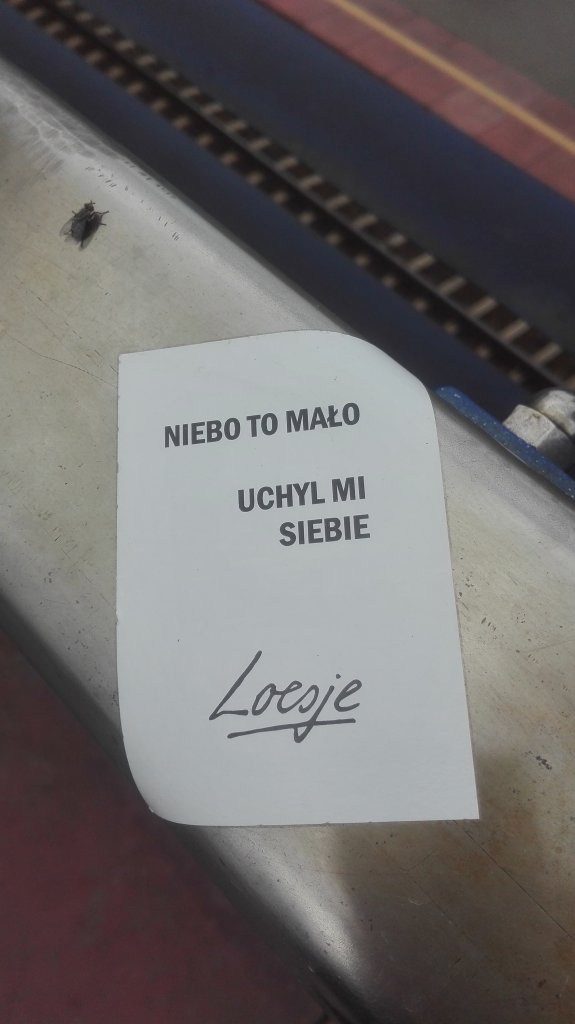 NIEBO TO MAŁO
UCHYL MI
SIEBIE
Loesje